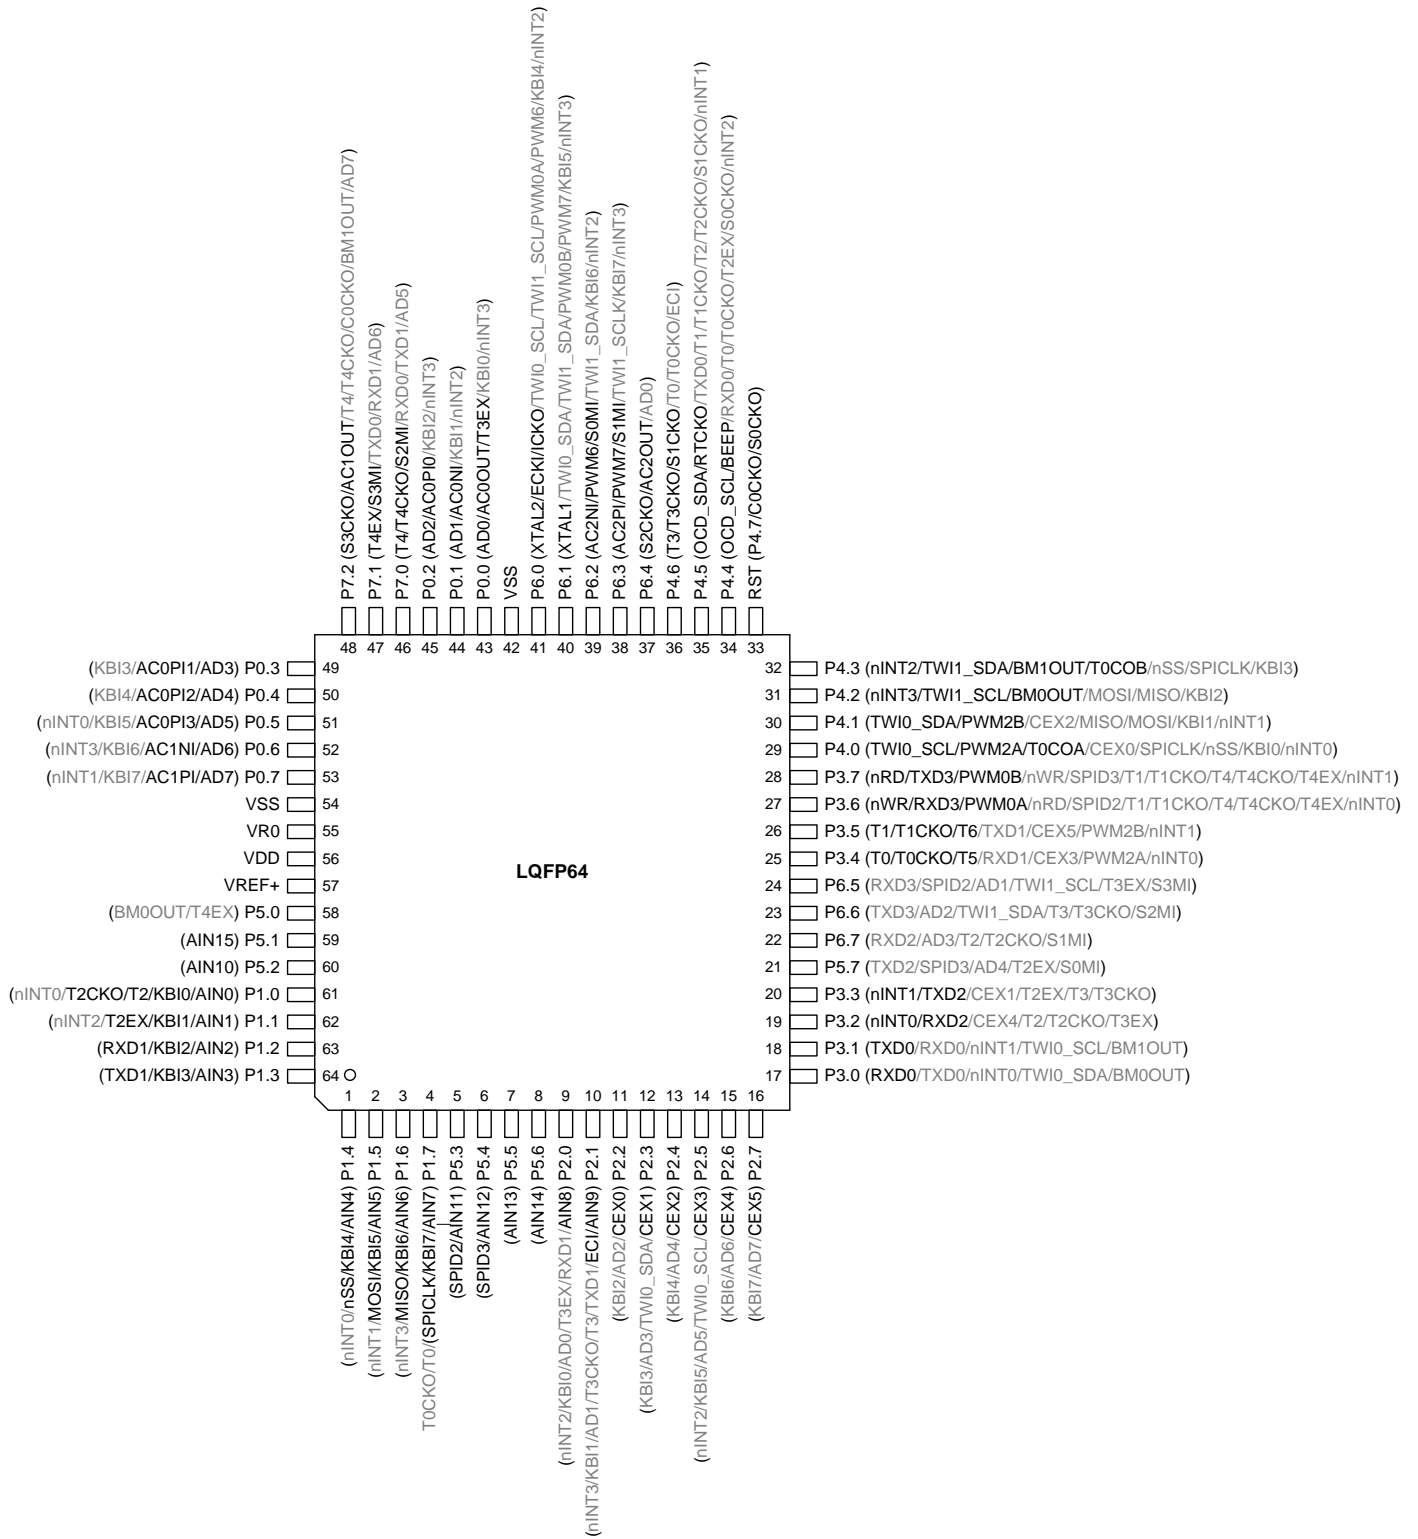 P7.2 (S3CKO/AC1OUT/T4/T4CKO/C0CKO/BM1OUT/AD7)
P7.1 (T4EX/S3MI/TXD0/RXD1/AD6)
P7.0 (T4/T4CKO/S2MI/RXD0/TXD1/AD5)
P0.2 (AD2/AC0PI0/KBI2/nINT3)
P0.1 (AD1/AC0NI/KBI1/nINT2)
P0.0 (AD0/AC0OUT/T3EX/KBI0/nINT3)
VSS
P6.0 (XTAL2/ECKI/ICKO/TWI0_SCL/TWI1_SCL/PWM0A/PWM6/KBI4/nINT2)
P6.1 (XTAL1/TWI0_SDA/TWI1_SDA/PWM0B/PWM7/KBI5/nINT3)
P6.2 (AC2NI/PWM6/S0MI/TWI1_SDA/KBI6/nINT2)
P6.3 (AC2PI/PWM7/S1MI/TWI1_SCLK/KBI7/nINT3)
P6.4 (S2CKO/AC2OUT/AD0)
P4.6 (T3/T3CKO/S1CKO/T0/T0CKO/ECI)
P4.5 (OCD_SDA/RTCKO/TXD0/T1/T1CKO/T2/T2CKO/S1CKO/nINT1)
P4.4 (OCD_SCL/BEEP/RXD0/T0/T0CKO/T2EX/S0CKO/nINT2)
RST (P4.7/C0CKO/S0CKO)
48 47 46 45 44 43 42 41 40 39 38 37 36 35 34 33
(KBI3/AC0PI1/AD3) P0.3 49
(KBI4/AC0PI2/AD4) P0.4 50
(nINT0/KBI5/AC0PI3/AD5) P0.5 51
(nINT3/KBI6/AC1NI/AD6) P0.6 52
(nINT1/KBI7/AC1PI/AD7) P0.7 53
VSS 54
VR0 55
VDD 56
VREF+ 57
(BM0OUT/T4EX) P5.0 58
(AIN15) P5.1 59
(AIN10) P5.2 60
(nINT0/T2CKO/T2/KBI0/AIN0) P1.0 61
(nINT2/T2EX/KBI1/AIN1) P1.1 62
(RXD1/KBI2/AIN2) P1.2 63
(TXD1/KBI3/AIN3) P1.3 64
LQFP64
32 P4.3 (nINT2/TWI1_SDA/BM1OUT/T0COB/nSS/SPICLK/KBI3)
31 P4.2 (nINT3/TWI1_SCL/BM0OUT/MOSI/MISO/KBI2)
30 P4.1 (TWI0_SDA/PWM2B/CEX2/MISO/MOSI/KBI1/nINT1)
29 P4.0 (TWI0_SCL/PWM2A/T0COA/CEX0/SPICLK/nSS/KBI0/nINT0)
28 P3.7 (nRD/TXD3/PWM0B/nWR/SPID3/T1/T1CKO/T4/T4CKO/T4EX/nINT1)
27 P3.6 (nWR/RXD3/PWM0A/nRD/SPID2/T1/T1CKO/T4/T4CKO/T4EX/nINT0)
26 P3.5 (T1/T1CKO/T6/TXD1/CEX5/PWM2B/nINT1)
25 P3.4 (T0/T0CKO/T5/RXD1/CEX3/PWM2A/nINT0)
24 P6.5 (RXD3/SPID2/AD1/TWI1_SCL/T3EX/S3MI)
23 P6.6 (TXD3/AD2/TWI1_SDA/T3/T3CKO/S2MI)
22 P6.7 (RXD2/AD3/T2/T2CKO/S1MI)
21 P5.7 (TXD2/SPID3/AD4/T2EX/S0MI)
20 P3.3 (nINT1/TXD2/CEX1/T2EX/T3/T3CKO)
19 P3.2 (nINT0/RXD2/CEX4/T2/T2CKO/T3EX)
18 P3.1 (TXD0/RXD0/nINT1/TWI0_SCL/BM1OUT)
17 P3.0 (RXD0/TXD0/nINT0/TWI0_SDA/BM0OUT)
1 2 3 4 5 6 7 8 9 10 11 12 13 14 15 16
(nINT0/nSS/KBI4/AIN4) P1.4
(nINT1/MOSI/KBI5/AIN5) P1.5
(nINT3/MISO/KBI6/AIN6) P1.6
T0CKO/T0/(SPICLK/KBI7/AIN7) P1.7
(SPID2/AIN11) P5.3
(SPID3/AIN12) P5.4
(AIN13) P5.5
(AIN14) P5.6
(nINT2/KBI0/AD0/T3EX/RXD1/AIN8) P2.0
(nINT3/KBI1/AD1/T3CKO/T3/TXD1/ECI/AIN9) P2.1
(KBI2/AD2/CEX0) P2.2
(KBI3/AD3/TWI0_SDA/CEX1) P2.3
(KBI4/AD4/CEX2) P2.4
(nINT2/KBI5/AD5/TWI0_SCL/CEX3) P2.5
(KBI6/AD6/CEX4) P2.6
(KBI7/AD7/CEX5) P2.7